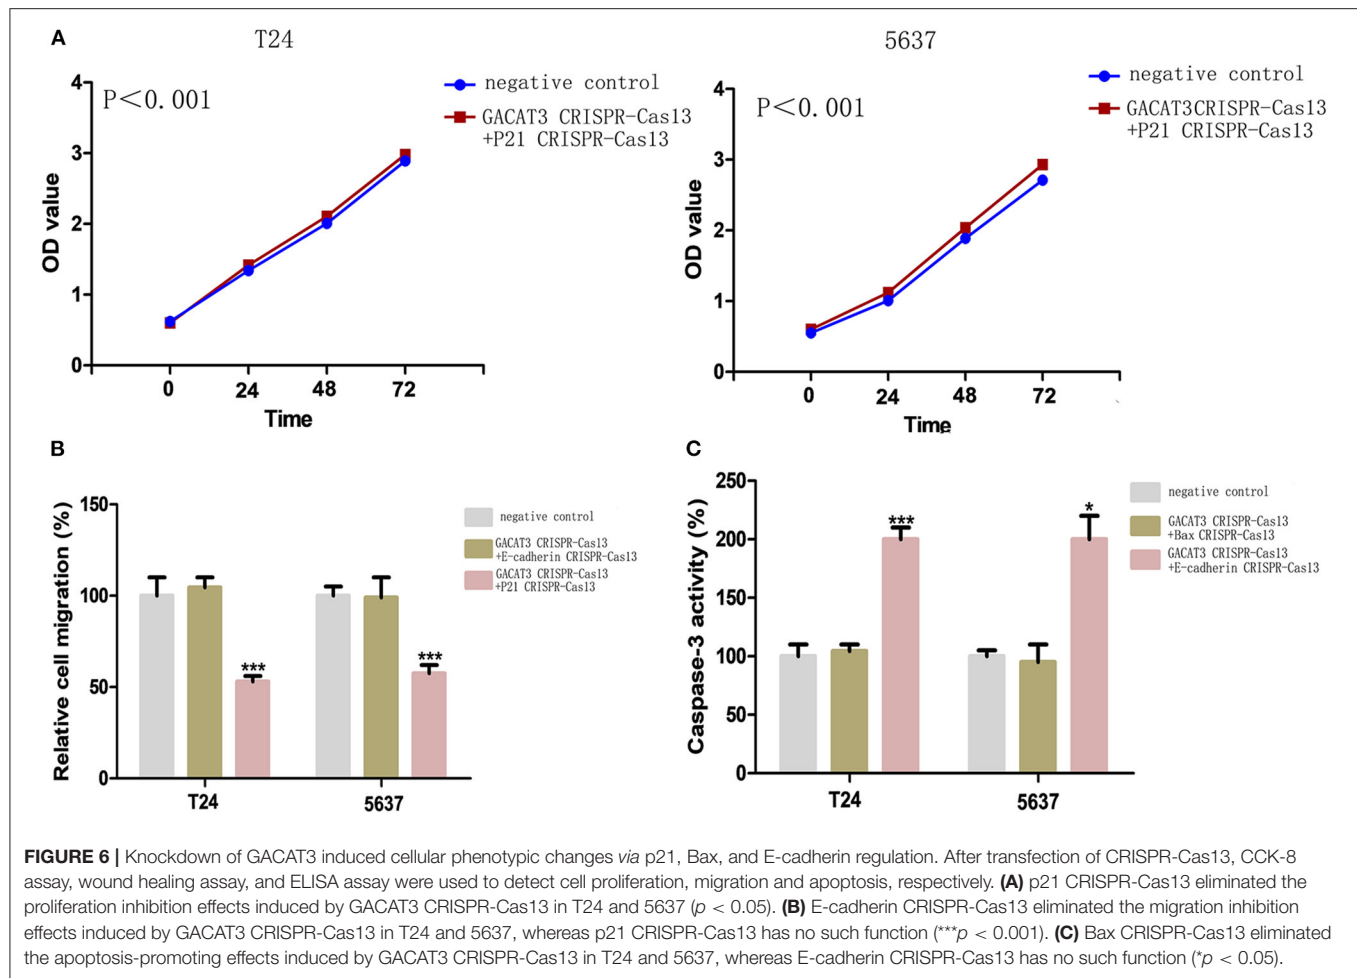 A
T24
4
3
2
1
0
OD value
P<0.001
negative control
GACAT3 CRISPR-Cas13
+P21 CRISPR-Cas13
0 24 48 72
Time
5637
4
3
2
1
0
OD value
P<0.001
negative control
GACAT3CRISPR-Cas13
+P21 CRISPR-Cas13
0 24 48 72
Time
B
150
100
50
0
Relative cell migration (%)
negative control
GACAT3 CRISPR-Cas13
+E-cadherin CRISPR-Cas13
GACAT3 CRISPR-Cas13
+P21 CRISPR-Cas13
*** ***
T24 5637
C
250
200
150
100
50
0
Caspase-3 activity (%)
negative control
GACAT3 CRISPR-Cas13
+Bax CRISPR-Cas13
GACAT3 CRISPR-Cas13
+E-cadherin CRISPR-Cas13
*** *
T24 5637
FIGURE 6 | Knockdown of GACAT3 induced cellular phenotypic changes via p21, Bax, and E-cadherin regulation. After transfection of CRISPR-Cas13, CCK-8
assay, wound healing assay, and ELISA assay were used to detect cell proliferation, migration and apoptosis, respectively. (A) p21 CRISPR-Cas13 eliminated the
proliferation inhibition effects induced by GACAT3 CRISPR-Cas13 in T24 and 5637 (p < 0.05). (B) E-cadherin CRISPR-Cas13 eliminated the migration inhibition
effects induced by GACAT3 CRISPR-Cas13 in T24 and 5637, whereas p21 CRISPR-Cas13 has no such function (***p < 0.001). (C) Bax CRISPR-Cas13 eliminated
the apoptosis-promoting effects induced by GACAT3 CRISPR-Cas13 in T24 and 5637, whereas E-cadherin CRISPR-Cas13 has no such function (*p < 0.05).